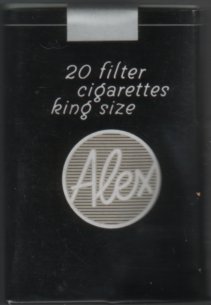 20 filter
cigarettes
king size
Alex